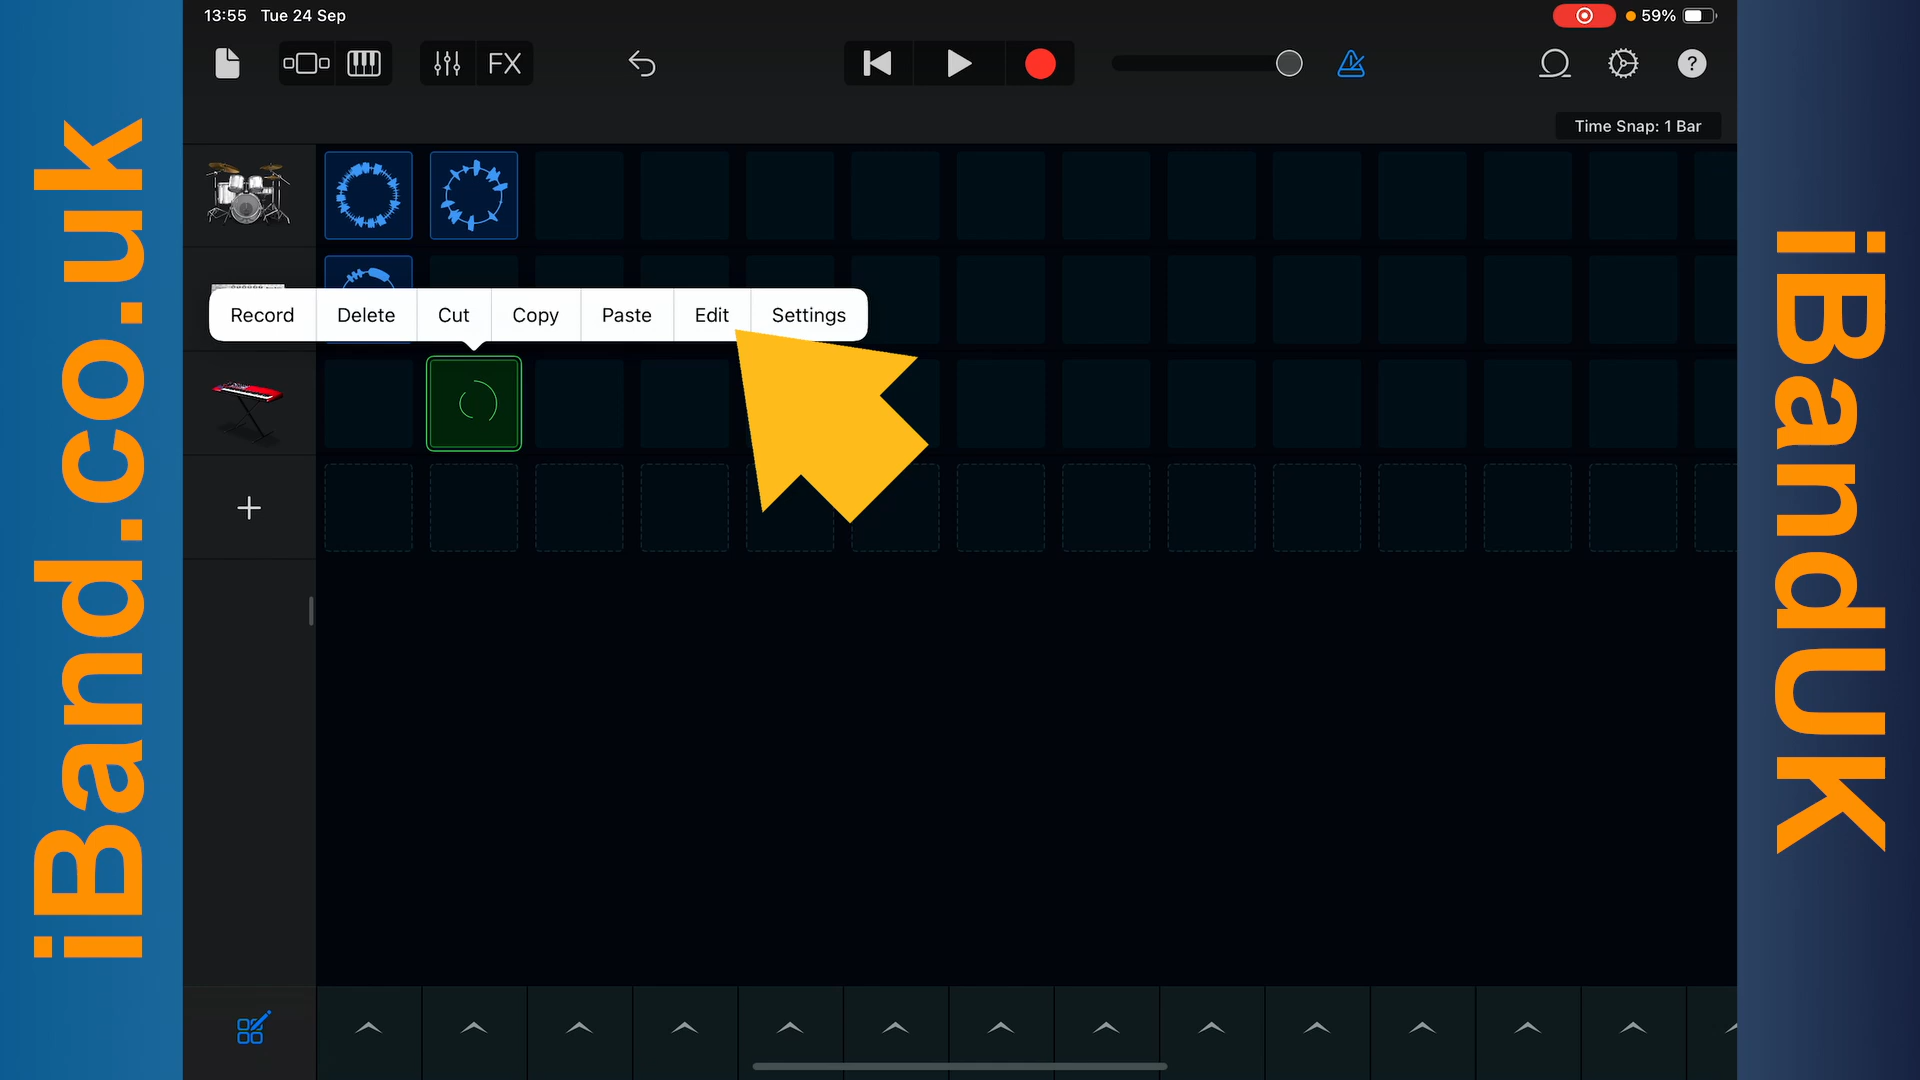 iBand.co.uk
13:55 Tue 24 Sep
59%
FX
?
Time Snap: 1 Bar
Record Delete Cut Copy Paste Edit Settings
iBandUK